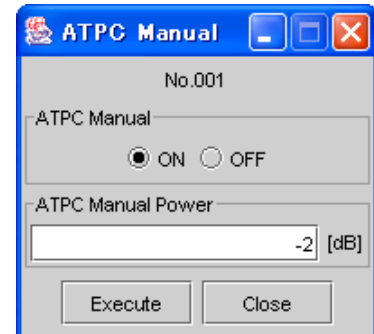 ATPC Manual
No.001
ATPC Manual
ON OFF
ATPC Manual Power
-2 [dB]
Execute Close